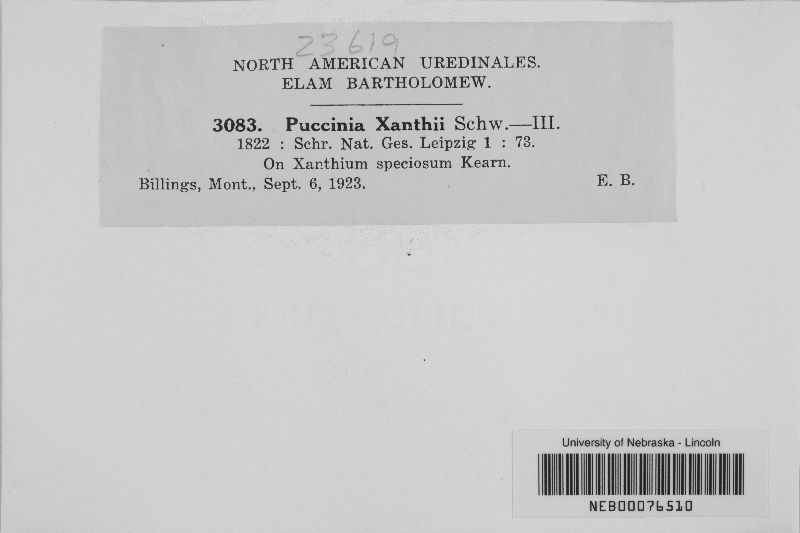 23619
NORTH AMERICAN UREDINALES.
ELAM BARTHOLOMEW.
3083. Puccinia Xanthii Schw.—III.
1822 : Schr. Nat. Ges. Leipzig 1 : 73.
On Xanthium speciosum Kearn.
Billings, Mont., Sept. 6, 1923. E. B.
University of Nebraska - Lincoln
NEB00076510